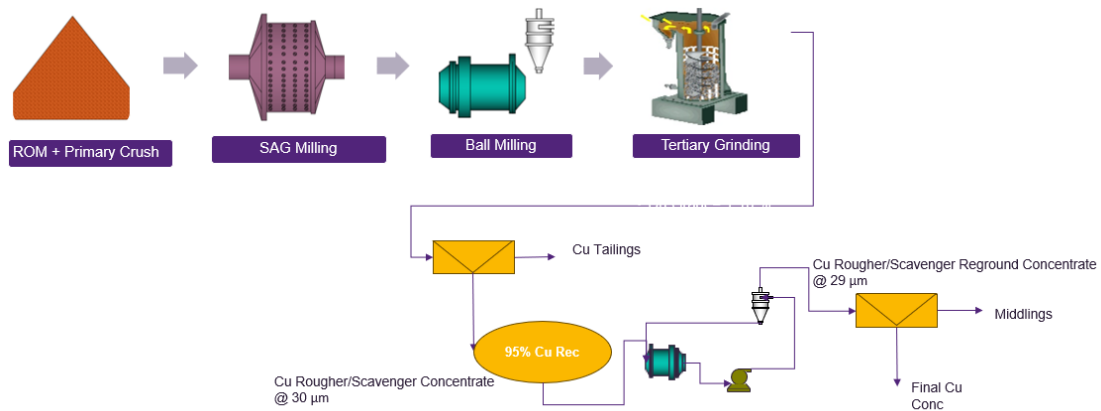 ROM + Primary Crush
SAG Milling
Ball Milling
Tertiary Grinding
Cu Tailings
Cu Rougher/Scavenger Reground Concentrate
@ 29 µm
Middlings
95% Cu Rec
Cu Rougher/Scavenger Concentrate
@ 30 µm
Final Cu
Conc